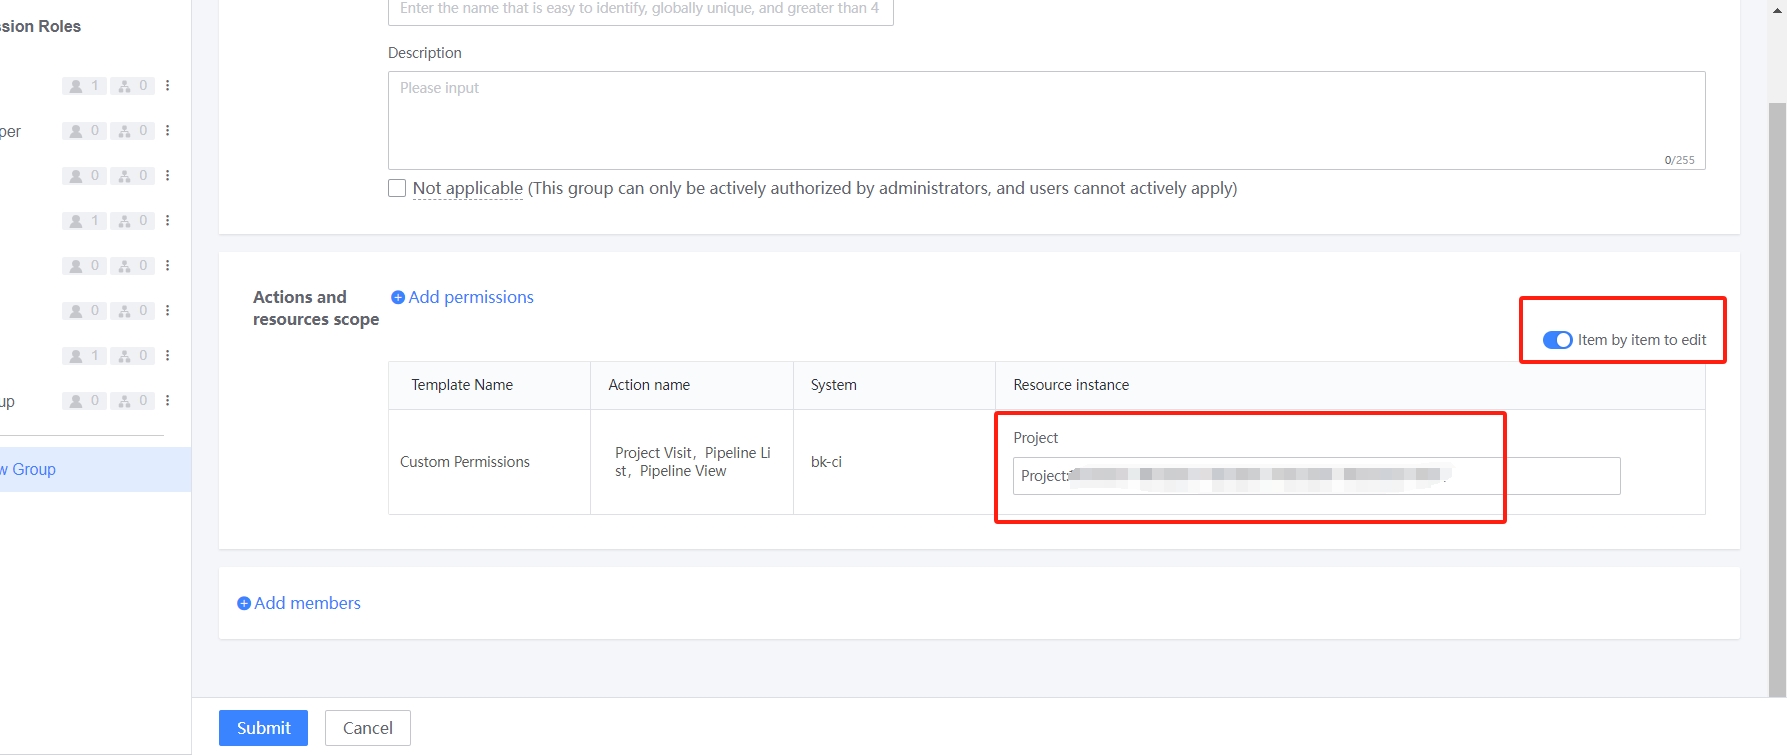 ssion Roles
1 0
per 0 0
0 0
1 0
0 0
0 0
1 0
up 0 0
w Group
Enter the name that is easy to identify, globally unique, and greater than 4
Description
Please input
0/255
Not applicable (This group can only be actively authorized by administrators, and users cannot actively apply)
Actions and
resources scope
Add permissions
Item by item to edit
Template Name Action name System Resource instance
Custom Permissions
Project Visit，Pipeline Li
st，Pipeline View
bk-ci
Project
Project:
Add members
Submit Cancel